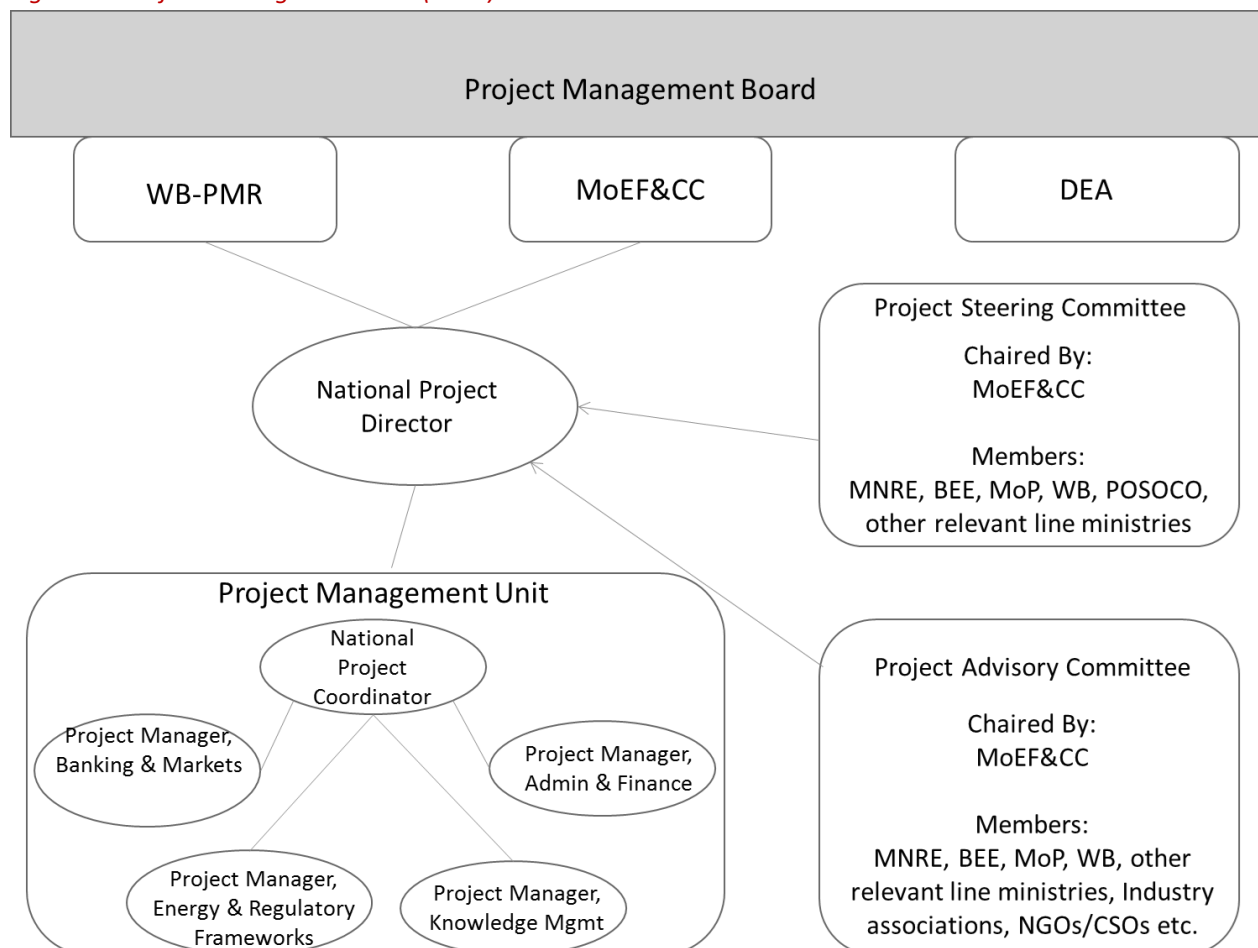 Project Management Board
WB-PMR
MoEF&CC
DEA
Project Steering Committee
Chaired By:
MoEF&CC
Members:
MNRE, BEE, MoP, WB, POSOCO,
other relevant line ministries
National Project
Director
Project Management Unit
National
Project
Coordinator
Project Manager,
Banking & Markets
Project Manager,
Admin & Finance
Project Manager,
Energy & Regulatory
Frameworks
Project Manager,
Knowledge Mgmt
Project Advisory Committee
Chaired By:
MoEF&CC
Members:
MNRE, BEE, MoP, WB, other
relevant line ministries, Industry
associations, NGOs/CSOs etc.